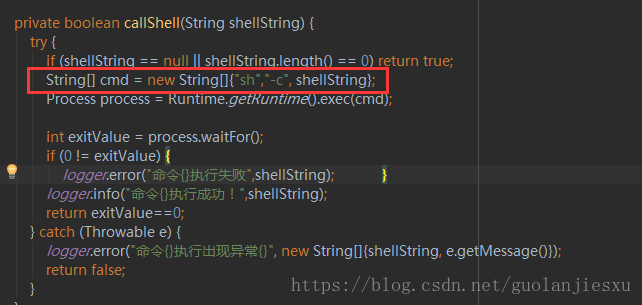 private boolean callShell(String shellString) {
try {
if (shellString == null || shellString.length() == 0) return true;
String[] cmd = new String[]{"sh","-c", shellString};
Process process = Runtime.getRuntime().exec(cmd);
int exitValue = process.waitFor();
if (0 != exitValue) {
logger.error("命令{}执行失败",shellString); }
logger.info("命令{}执行成功！",shellString);
return exitValue==0;
} catch (Throwable e) {
logger.error("命令{}执行出现异常{}", new String[]{shellString, e.getMessage()});
return false;
}
https://blog.csdn.net/guolanjiesxu
}